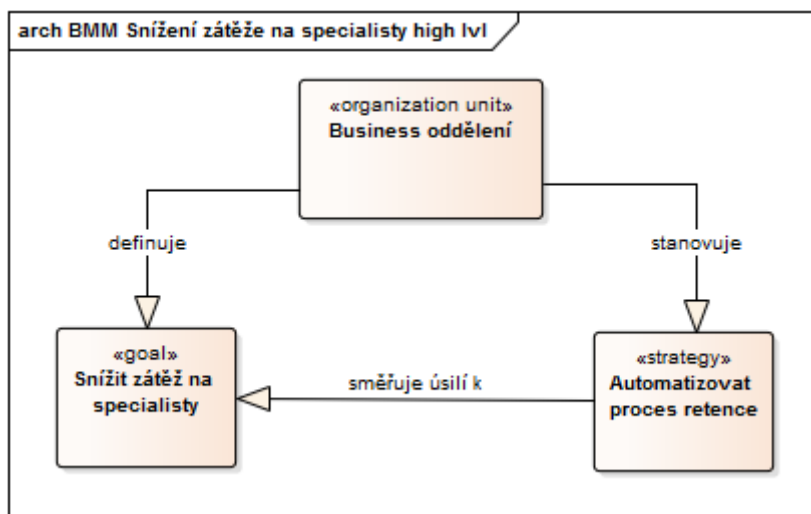 arch BMM Snížení zátěže na specialisty high lvl
«organization unit»
Business oddělení
definuje
stanovuje
«goal»
Snížit zátěž na
specialisty
směřuje úsilí k
«strategy»
Automatizovat
proces retence